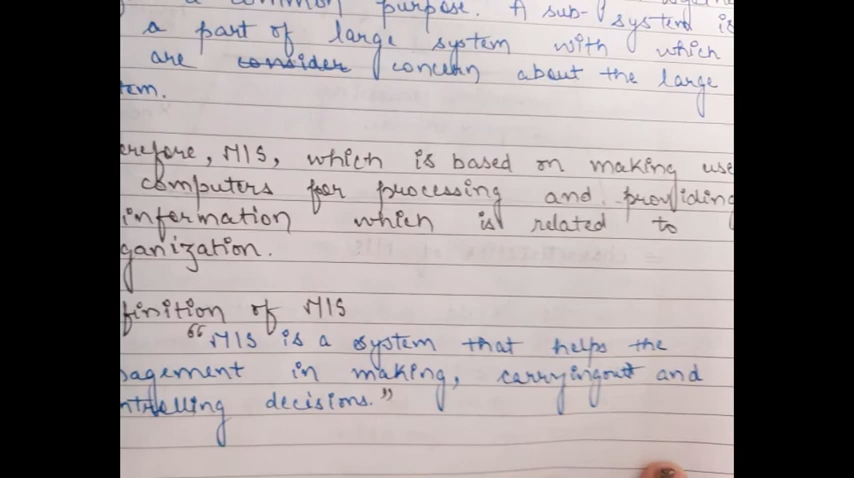 a common purpose. A sub-system is
a part of large system with which
are consider concern about the large
tem.
erefore, MIS, which is based on making use
computers for processing and providing
information which is related to
ganization.
finition of MIS
"MIS is a system that helps the
agement in making, carryingout and
ntrolling decisions."